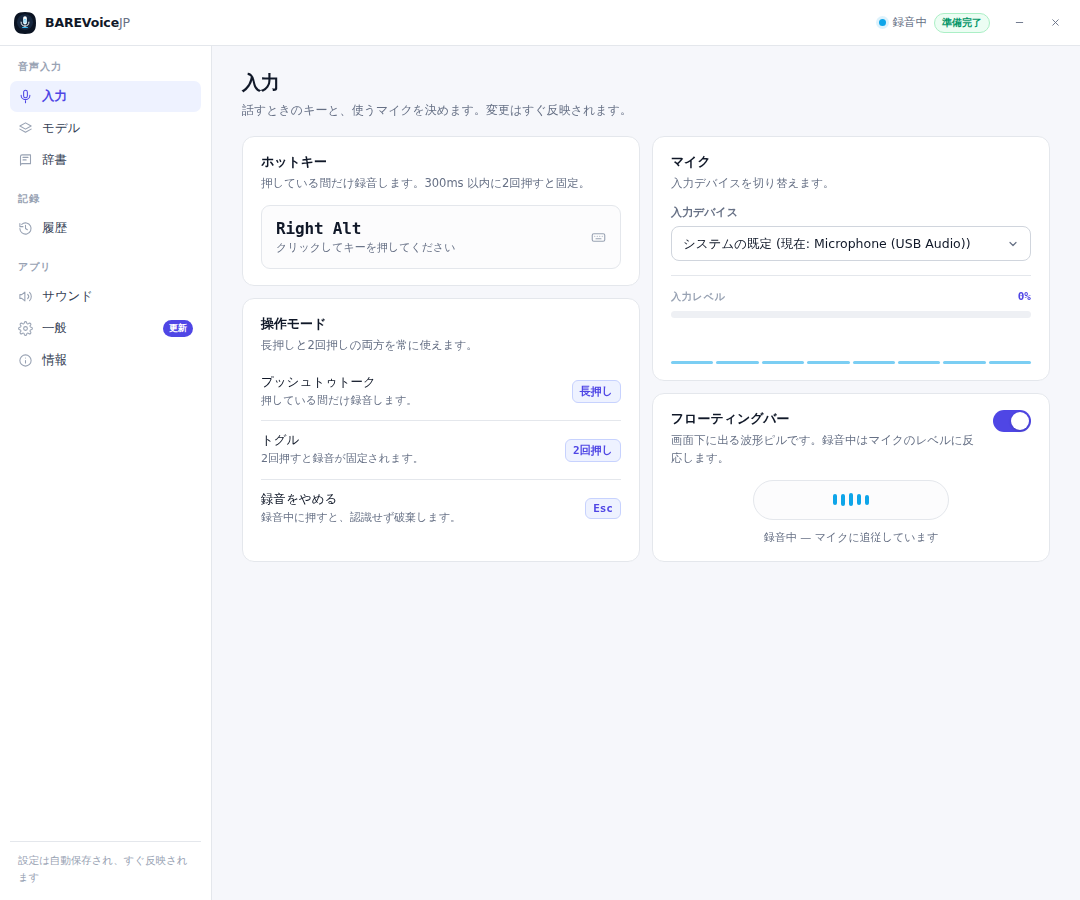 BAREVoiceJP
録音中
準備完了
音声入力
入力
モデル
辞書
記録
履歴
アプリ
サウンド
一般
更新
情報
設定は自動保存され、すぐ反映され
ます
入力
話すときのキーと、使うマイクを決めます。変更はすぐ反映されます。
ホットキー
押している間だけ録音します。300ms 以内に2回押すと固定。
Right Alt
クリックしてキーを押してください
操作モード
長押しと2回押しの両方を常に使えます。
プッシュトゥトーク
押している間だけ録音します。
長押し
トグル
2回押すと録音が固定されます。
2回押し
録音をやめる
録音中に押すと、認識せず破棄します。
Esc
マイク
入力デバイスを切り替えます。
入力デバイス
システムの既定 (現在: Microphone (USB Audio))
入力レベル
0%
フローティングバー
画面下に出る波形ピルです。録音中はマイクのレベルに反
応します。
録音中 — マイクに追従しています